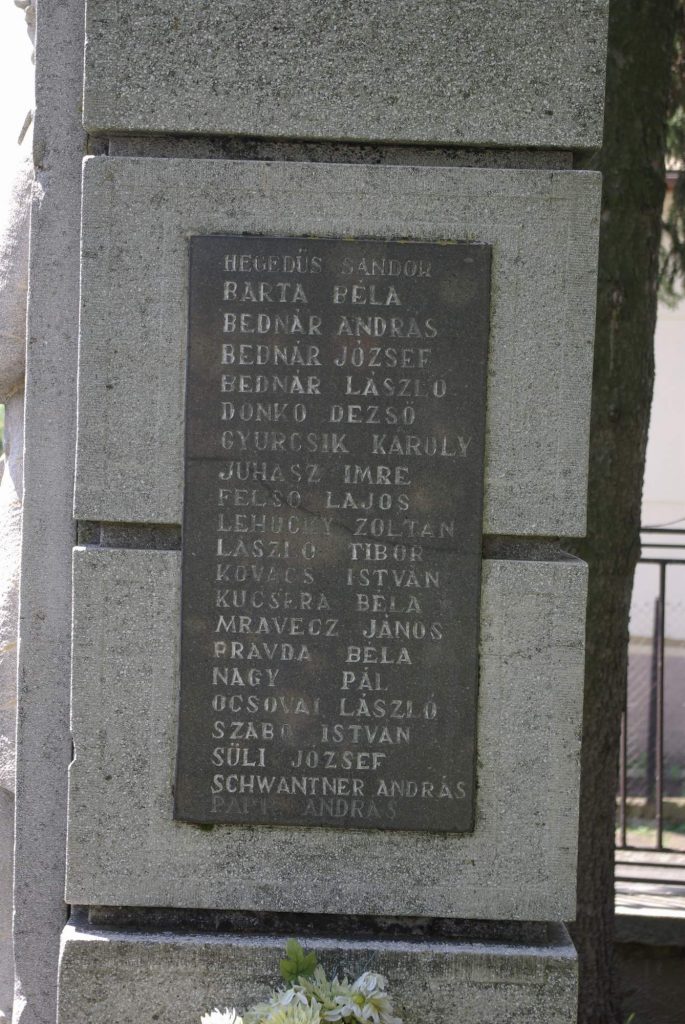 HEGEDÜS SÁNDOR
BARTA BÉLA
BEDNÁR ANDRÁS
BEDNÁR JÓZSEF
BEDNÁR LÁSZLÓ
DONKÓ DEZSŐ
GYURCSIK KÁROLY
JUHÁSZ IMRE
FELSŐ LAJOS
LEHUCKY ZOLTÁN
LÁSZLÓ TIBOR
KOVÁCS ISTVÁN
KUCSERA BÉLA
MRAVECZ JÁNOS
PRAVDA BÉLA
NAGY PÁL
OCSOVAI LÁSZLÓ
SZABÓ ISTVÁN
SÜLI JÓZSEF
SCHWANTNER ANDRÁS
ANDRÁS